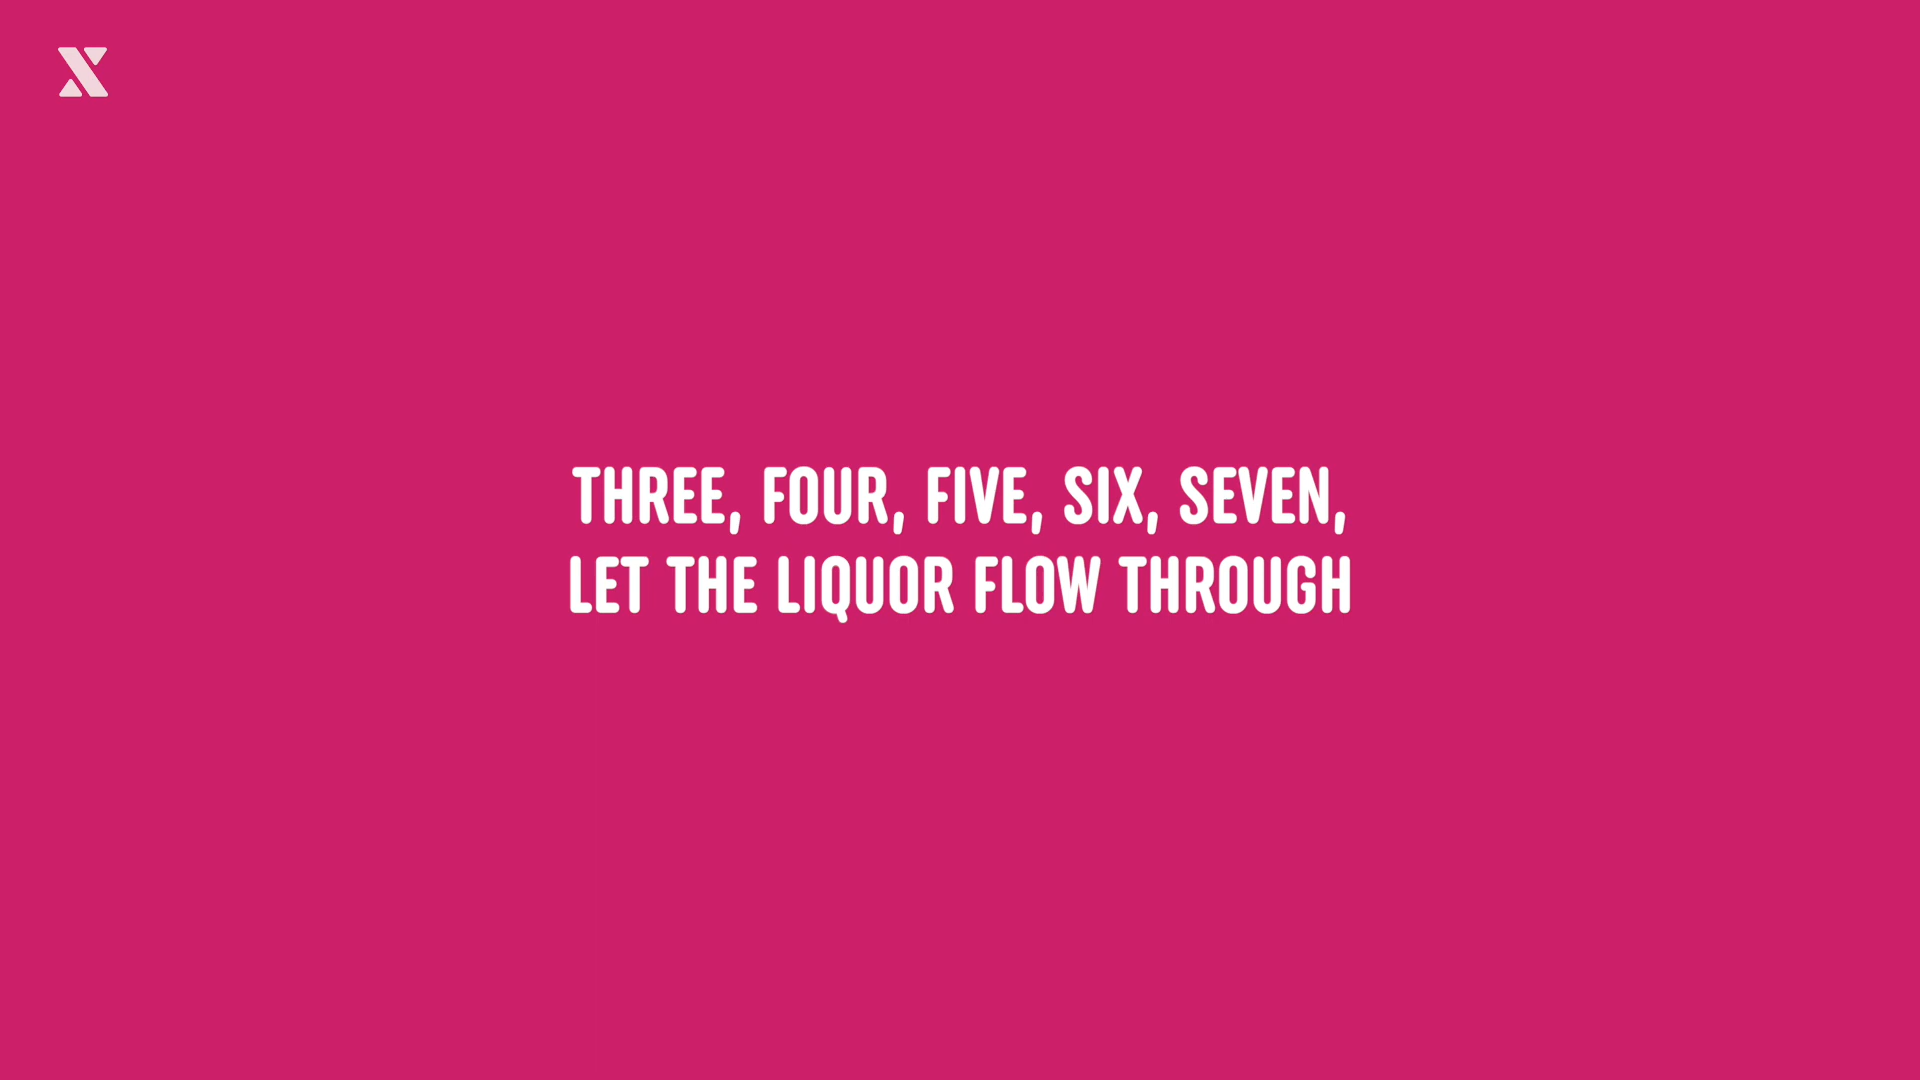 THREE, FOUR, FIVE, SIX, SEVEN,
LET THE LIQUOR FLOW THROUGH